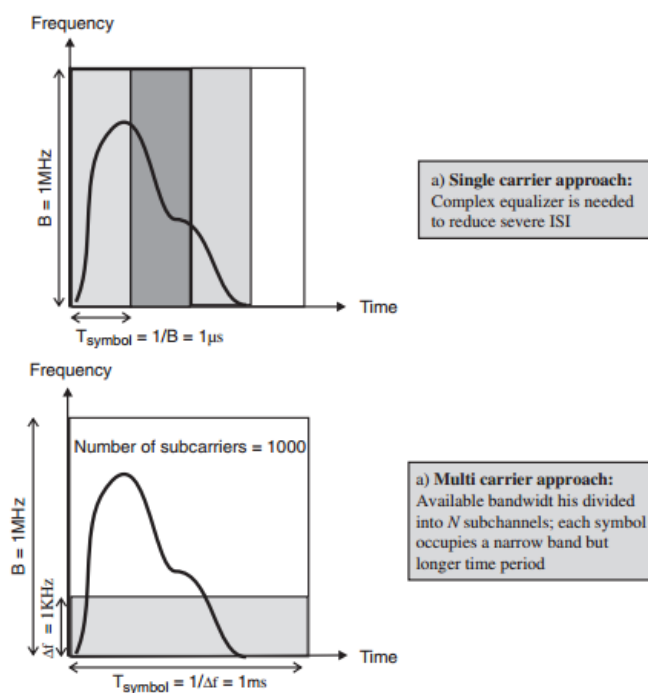 Frequency
B = 1MHz
a) Single carrier approach:
Complex equalizer is needed
to reduce severe ISI
Time
Tsymbol = 1/B = 1µs
Frequency
Number of subcarriers = 1000
B = 1MHz
a) Multi carrier approach:
Available bandwidt his divided
into N subchannels; each symbol
occupies a narrow band but
longer time period
Δf = 1KHz
Time
Tsymbol = 1/Δf = 1ms